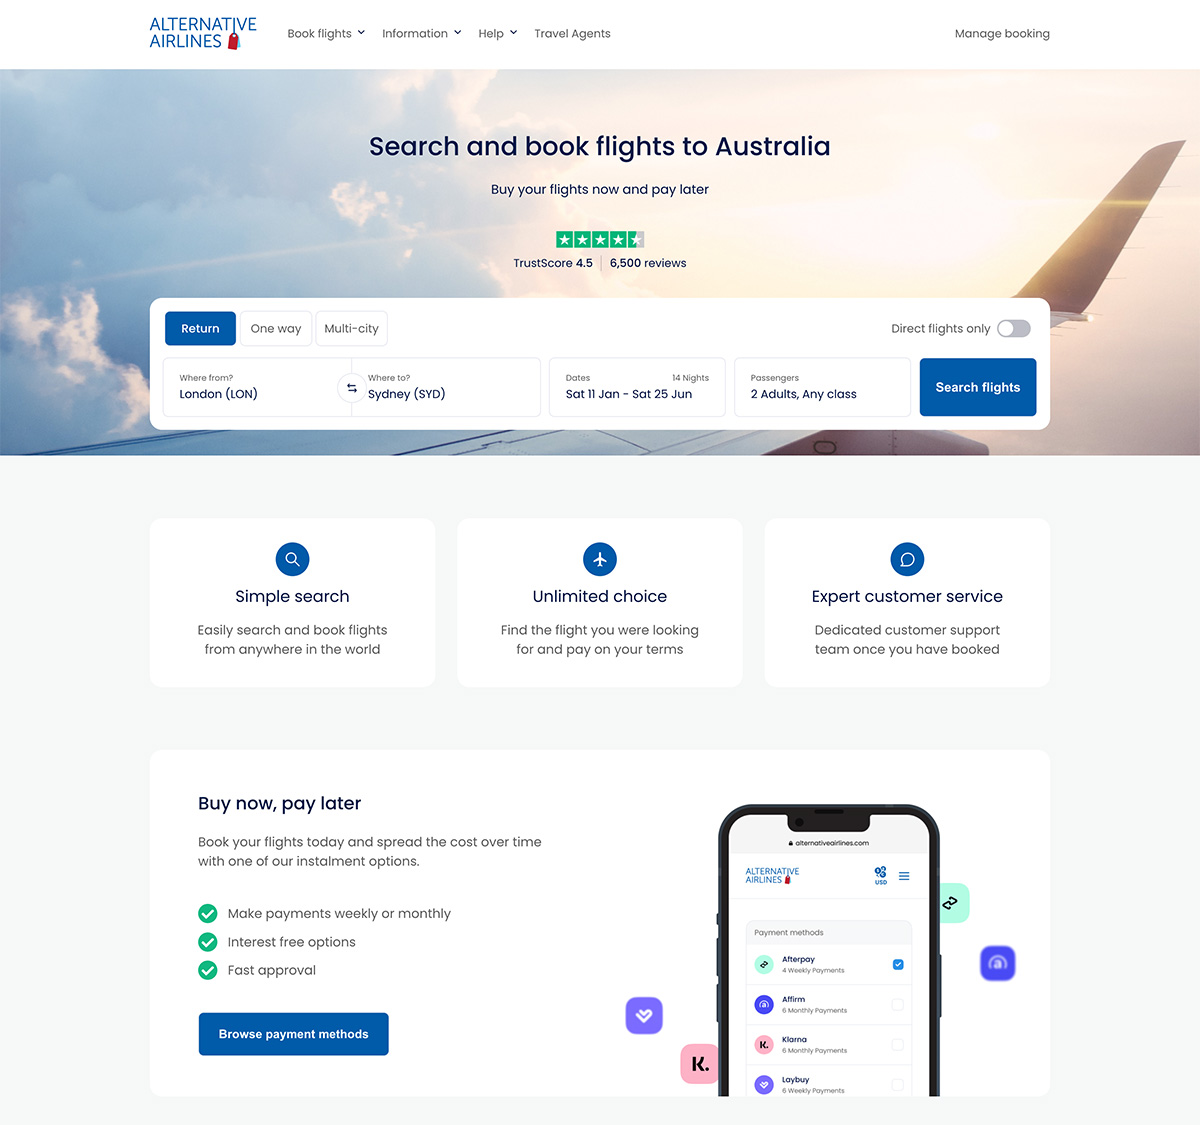 ALTERNATIVE
AIRLINES
Book flights
Information
Help
Travel Agents
Manage booking
Search and book flights to Australia
Buy your flights now and pay later
TrustScore 4.5 | 6,500 reviews
Return
One way
Multi-city
Direct flights only
Where from?
London (LON)
Where to?
Sydney (SYD)
Dates
14 Nights
Sat 11 Jan - Sat 25 Jun
Passengers
2 Adults, Any class
Search flights
Simple search
Easily search and book flights
from anywhere in the world
Unlimited choice
Find the flight you were looking
for and pay on your terms
Expert customer service
Dedicated customer support
team once you have booked
Buy now, pay later
Book your flights today and spread the cost over time
with one of our instalment options.
Make payments weekly or monthly
Interest free options
Fast approval
Browse payment methods
alternativeairlines.com
ALTERNATIVE
AIRLINES
USD
Payment methods
Afterpay
4 Weekly Payments
Affirm
6 Monthly Payments
K.
Klarna
6 Monthly Payments
Laybuy
6 Weekly Payments
a
K.